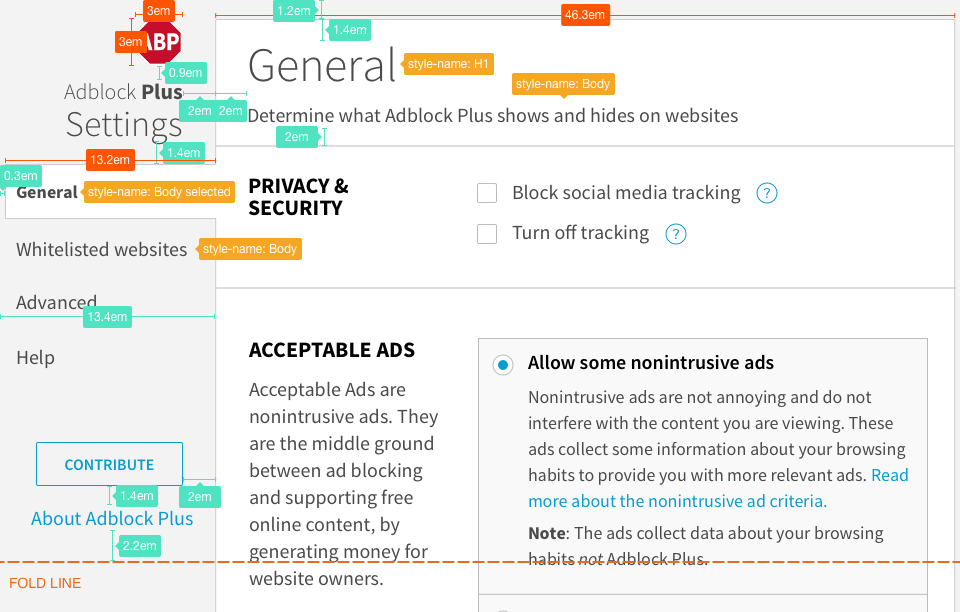 3em
1.2em
46.3em
1.4em
3em
ABP
General
style-name: H1
0.9em
style-name: Body
Adblock Plus
2em
2em
Determine what Adblock Plus shows and hides on websites
Settings
2em
1.4em
13.2em
0.3em
General
style-name: Body selected
PRIVACY &
SECURITY
Block social media tracking
?
Turn off tracking
?
Whitelisted websites
style-name: Body
Advanced
13.4em
Help
ACCEPTABLE ADS
Acceptable Ads are
nonintrusive ads. They
are the middle ground
between ad blocking
and supporting free
online content, by
generating money for
website owners.
Allow some nonintrusive ads
Nonintrusive ads are not annoying and do not
interfere with the content you are viewing. These
ads collect some information about your browsing
habits to provide you with more relevant ads. Read
more about the nonintrusive ad criteria.
Note: The ads collect data about your browsing
habits not Adblock Plus.
CONTRIBUTE
1.4em
2em
About Adblock Plus
2.2em
FOLD LINE